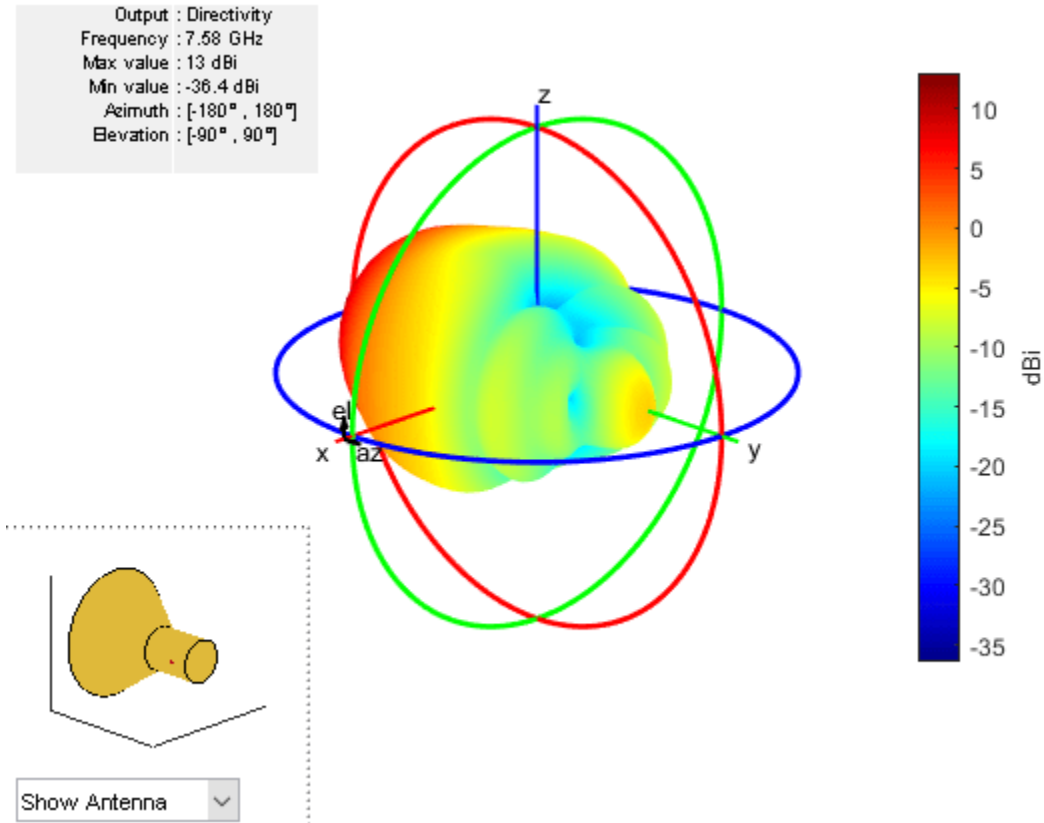 Output : Directivity
Frequency : 7.58 GHz
Max value : 13 dBi
Min value : -36.4 dBi
Azimuth : [-180° , 180°]
Elevation : [-90° , 90°]
z
10
5
0
-5
-10
-15
-20
-25
-30
-35
dBi
el
x
az
y
Show Antenna